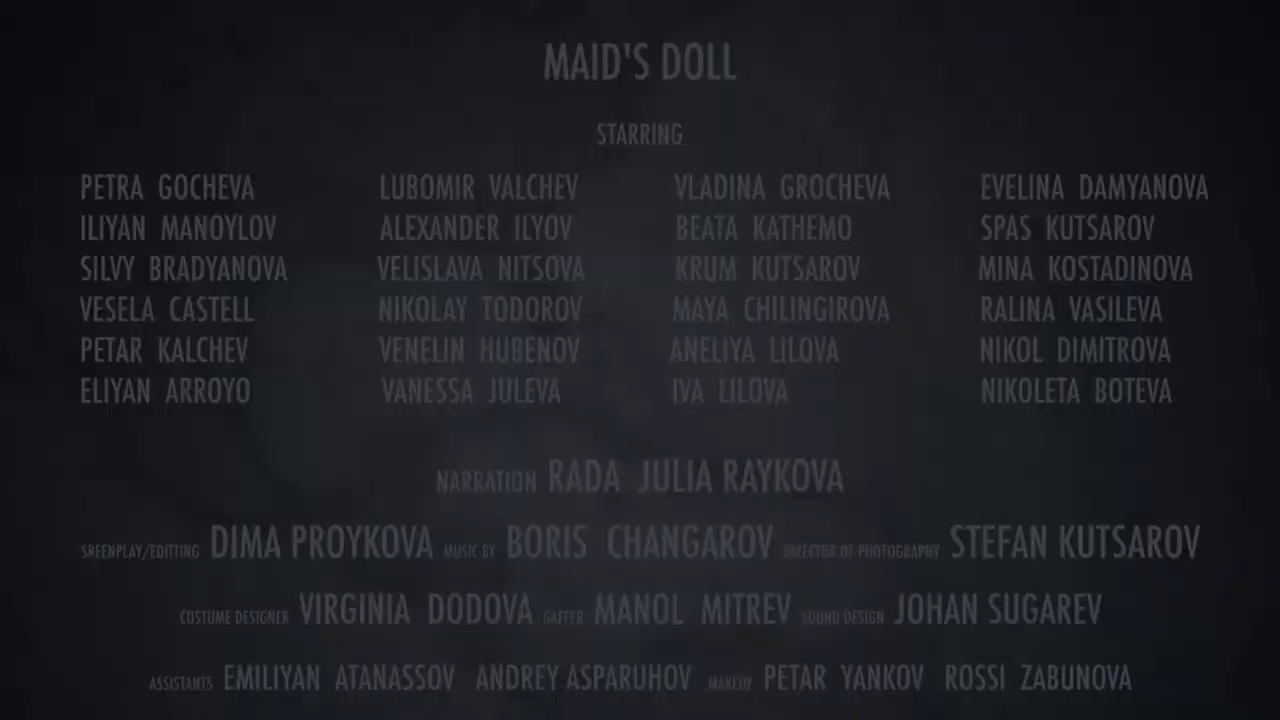 MAID'S DOLL
STARRING
PETRA GOCHEVA LUBOMIR VALCHEV VLADINA GROCHEVA EVELINA DAMYANOVA
ILIYAN MANOYLOV ALEXANDER ILYOV BEATA KATHEMO SPAS KUTSAROV
SILVY BRADYANOVA VELISLAVA NITSOVA KRUM KUTSAROV MINA KOSTADINOVA
VESELA CASTELL NIKOLAY TODOROV MAYA CHILINGIROVA RALINA VASILEVA
PETAR KALCHEV VENELIN HUBENOV ANELIYA LILOVA NIKOL DIMITROVA
ELIYAN ARROYO VANESSA JULEVA IVA LILOVA NIKOLETA BOTEVA
NARRATION RADA JULIA RAYKOVA
SREENPLAY/EDITTING DIMA PROYKOVA MUSIC BY BORIS CHANGAROV DIRECTOR OF PHOTOGRAPHY STEFAN KUTSAROV
COSTUME DESIGNER VIRGINIA DODOVA GAFFER MANOL MITREV SOUND DESIGN JOHAN SUGAREV
ASSISTANTS EMILIYAN ATANASSOV ANDREY ASPARUHOV MAKEUP PETAR YANKOV ROSSI ZABUNOVA